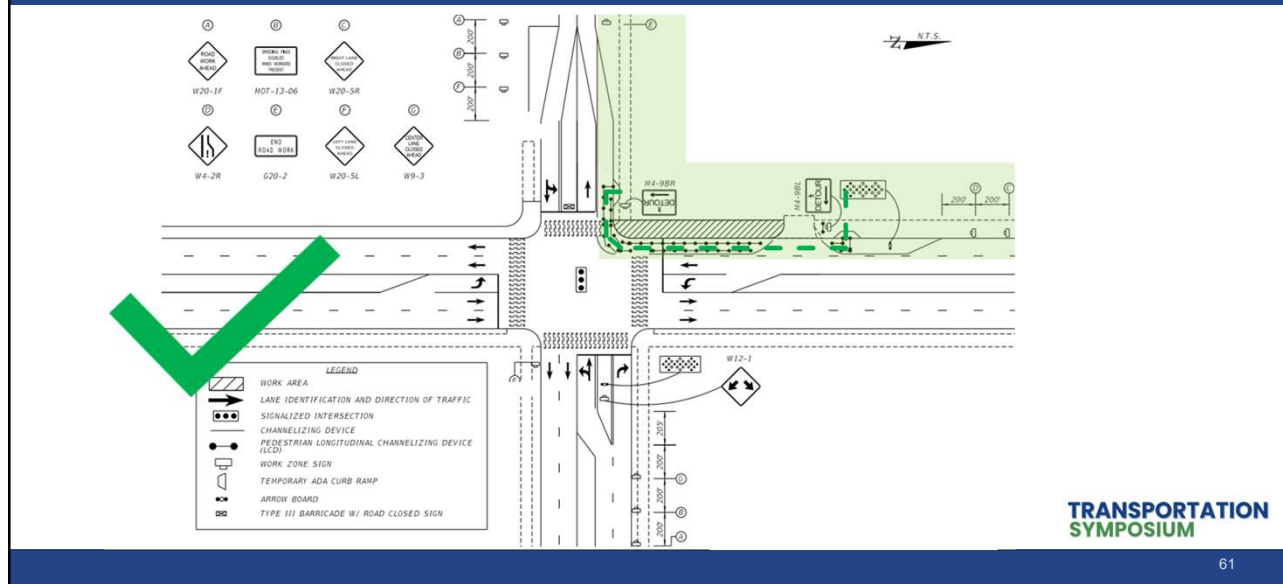 A B C
ROAD
WORK
AHEAD
SPEEDING FINES
DOUBLED
WHEN WORKERS
PRESENT
RIGHT LANE
CLOSED
AHEAD
W20-1F MOT-13-06 W20-5R
D E F G
END
ROAD WORK
LEFT LANE
CLOSED
AHEAD
CENTER
LANE
CLOSED
AHEAD
W4-2R G20-2 W20-5L W9-3
A
200'
B
200'
F
200'
E
N
N.T.S.
M4-9BR
DETOUR
M4-9BL
DETOUR
D C
200' 200'
E
W12-1
205'
200'
G
200'
B
200'
A
LEGEND
WORK AREA
LANE IDENTIFICATION AND DIRECTION OF TRAFFIC
SIGNALIZED INTERSECTION
CHANNELIZING DEVICE
PEDESTRIAN LONGITUDINAL CHANNELIZING DEVICE
(LCD)
WORK ZONE SIGN
TEMPORARY ADA CURB RAMP
ARROW BOARD
TYPE III BARRICADE W/ ROAD CLOSED SIGN
TRANSPORTATION
SYMPOSIUM
61